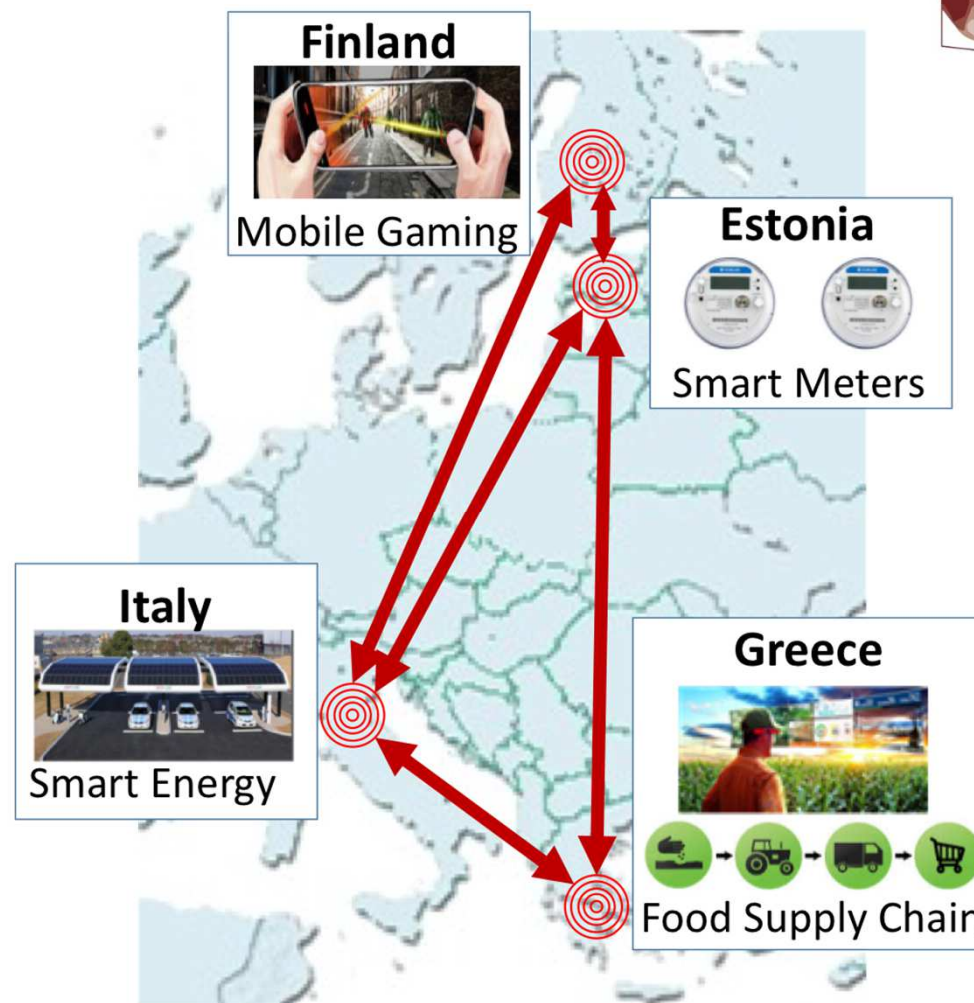 Finland
Mobile Gaming
Estonia
Smart Meters
Italy
Smart Energy
Greece
Food Supply Chain